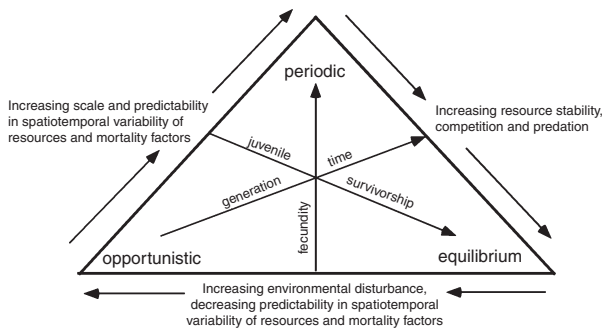 periodic
Increasing scale and predictability
in spatiotemporal variability of
resources and mortality factors
Increasing resource stability,
competition and predation
juvenile
time
generation
survivorship
fecundity
opportunistic
equilibrium
Increasing environmental disturbance,
decreasing predictability in spatiotemporal
variability of resources and mortality factors